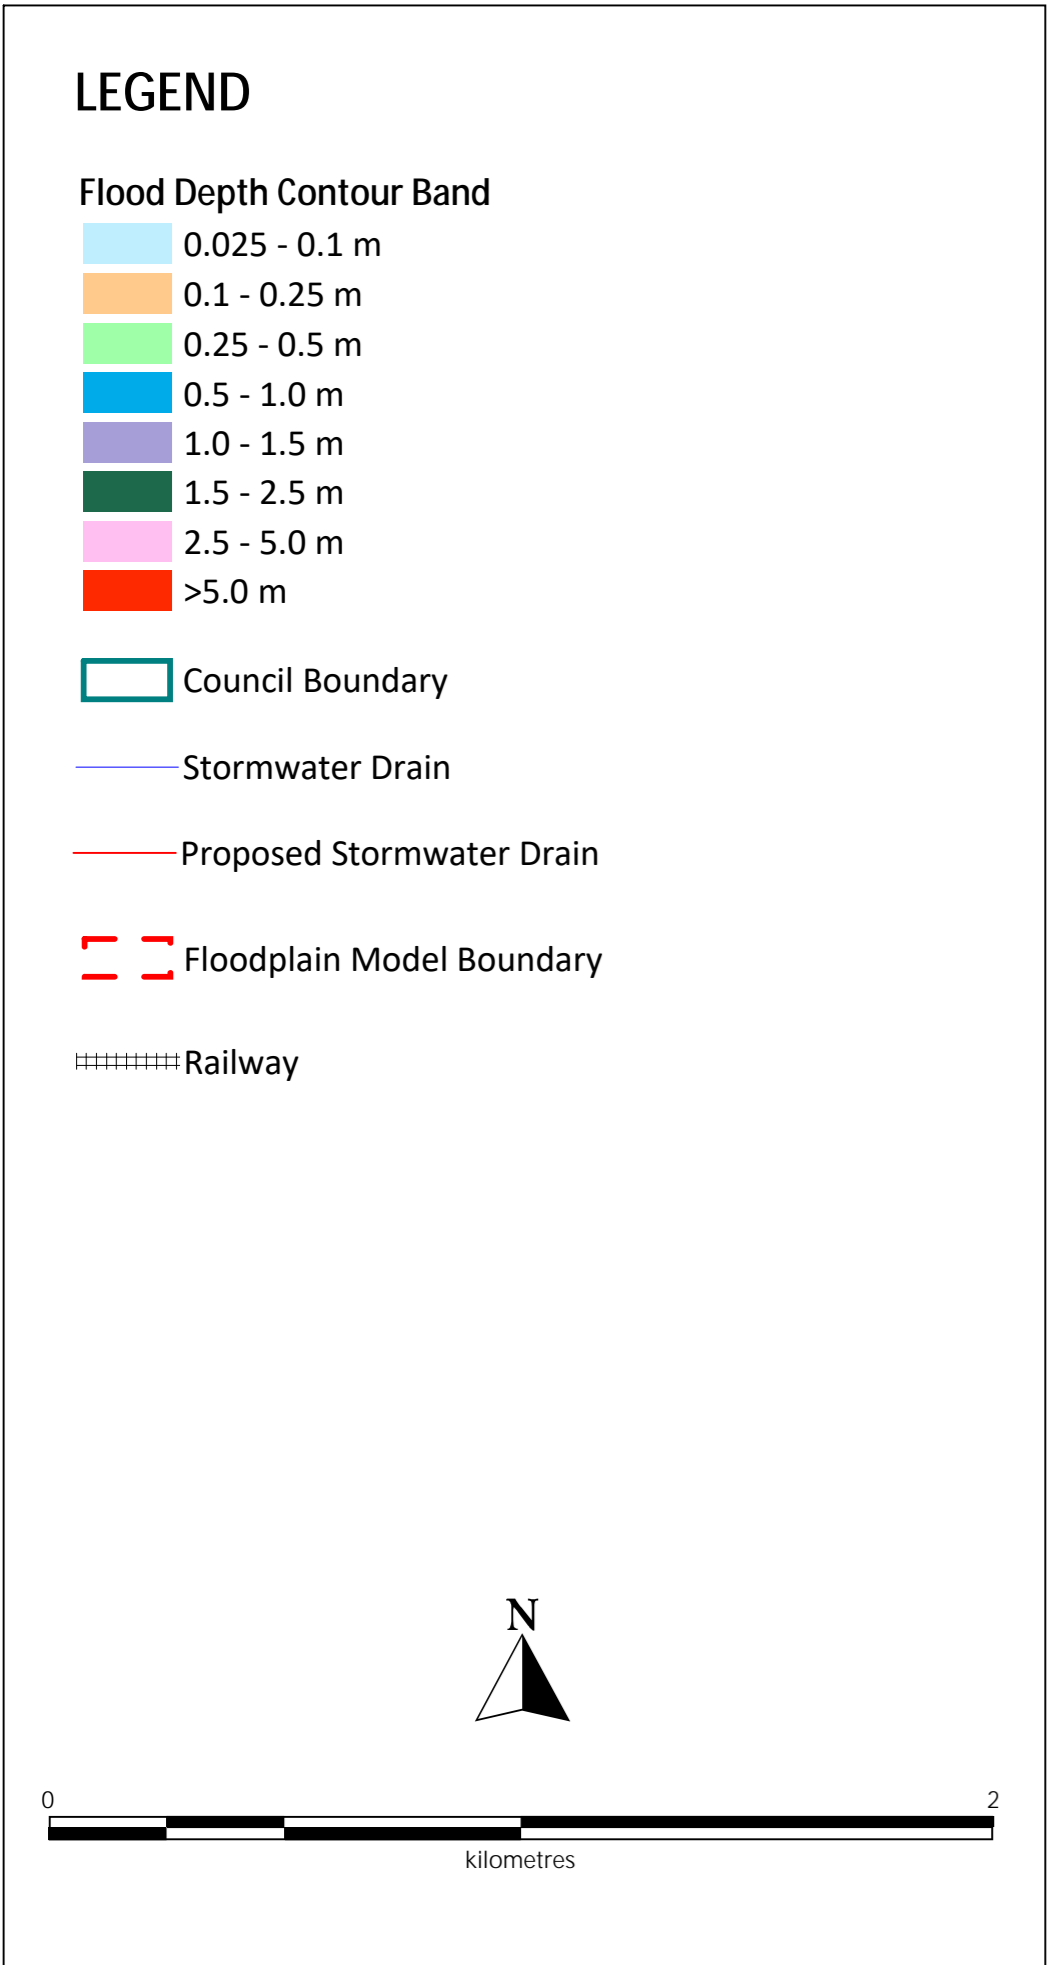 LEGEND
Flood Depth Contour Band
0.025 - 0.1 m
0.1 - 0.25 m
0.25 - 0.5 m
0.5 - 1.0 m
1.0 - 1.5 m
1.5 - 2.5 m
2.5 - 5.0 m
>5.0 m
Council Boundary
Stormwater Drain
Proposed Stormwater Drain
Floodplain Model Boundary
Railway
N
0 2
kilometres